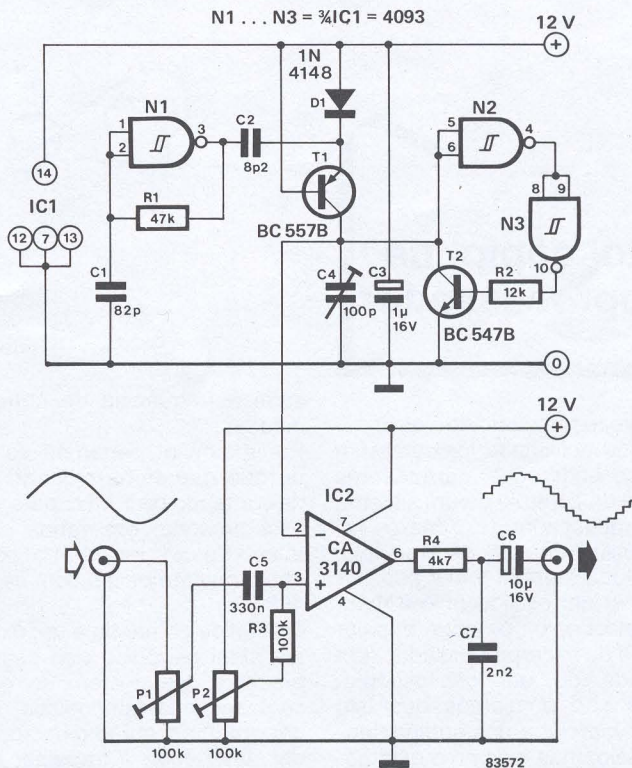 N1 . . . N3 = ¾IC1 = 4093
12 V
+
1N
4148
D1
N1
1
2
3
C2
8p2
T1
BC 557B
N2
5
6
4
8
9
N3
10
14
IC1
12 7 13
R1
47k
C1
82p
C4
100p
C3
1µ
16V
T2
BC 547B
R2
12k
0
12 V
+
IC2
2
−
7
CA
3140
3
+
4
6
R4
4k7
C6
10µ
16V
C5
330n
R3
100k
C7
2n2
P1
100k
P2
100k
83572